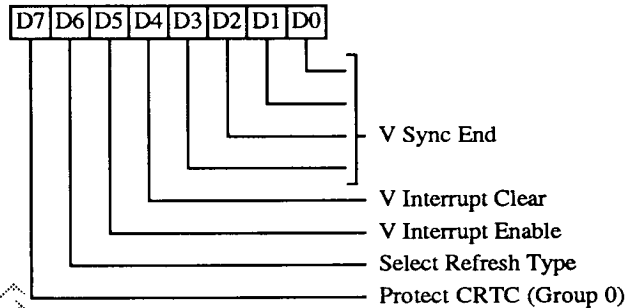 D7 D6 D5 D4 D3 D2 D1 D0
V Sync End
V Interrupt Clear
V Interrupt Enable
Select Refresh Type
Protect CRTC (Group 0)